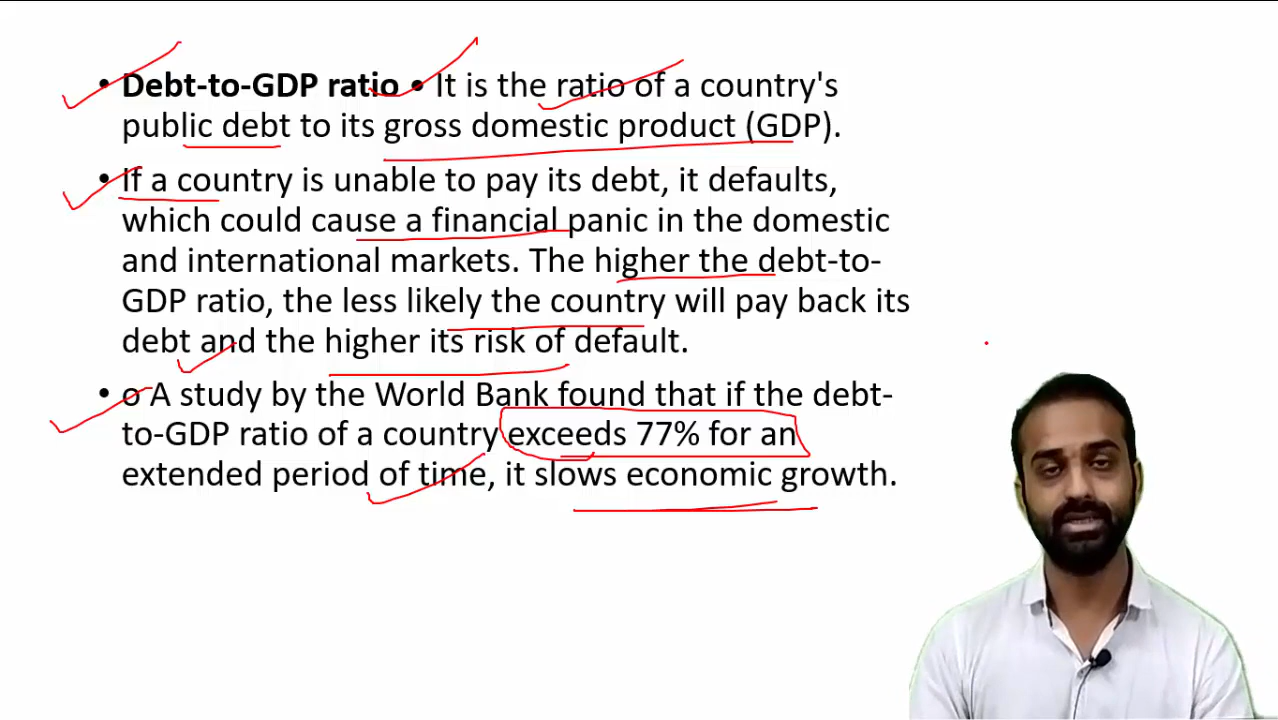 • Debt-to-GDP ratio • It is the ratio of a country's
public debt to its gross domestic product (GDP).
• If a country is unable to pay its debt, it defaults,
which could cause a financial panic in the domestic
and international markets. The higher the debt-to-
GDP ratio, the less likely the country will pay back its
debt and the higher its risk of default.
• o A study by the World Bank found that if the debt-
to-GDP ratio of a country exceeds 77% for an
extended period of time, it slows economic growth.